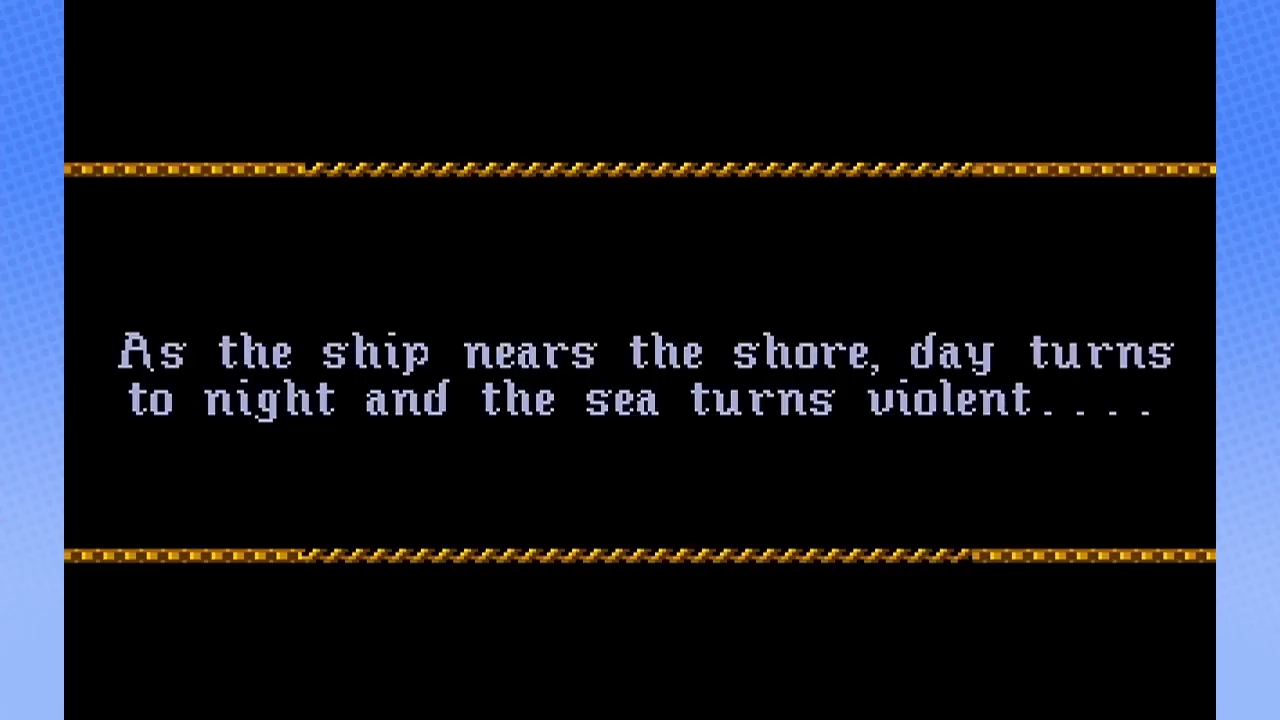 As the ship nears the shore, day turns
to night and the sea turns violent....